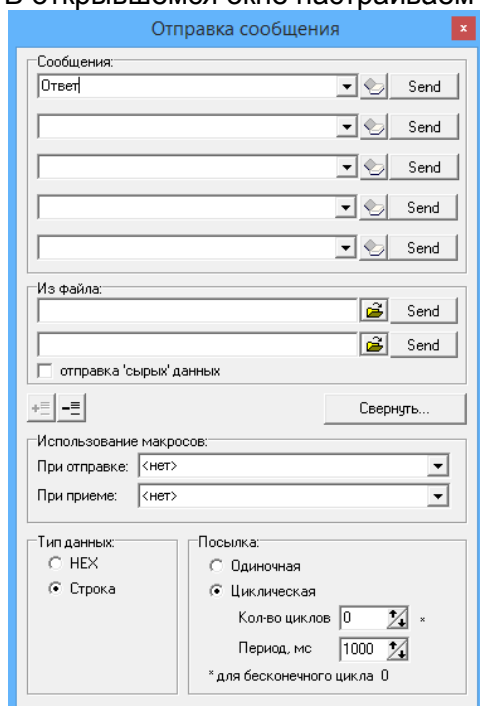 В открывшемся окне настраиваем
Отправка сообщения x
Сообщения:
Ответ Send
Send
Send
Send
Send
Из файла:
Send
Send
отправка 'сырых' данных
Свернуть...
Использование макросов:
При отправке: <нет>
При приеме: <нет>
Тип данных: Посылка:
HEX Одиночная
Строка Циклическая
Кол-во циклов 0 *
Период, мс 1000
* для бесконечного цикла 0